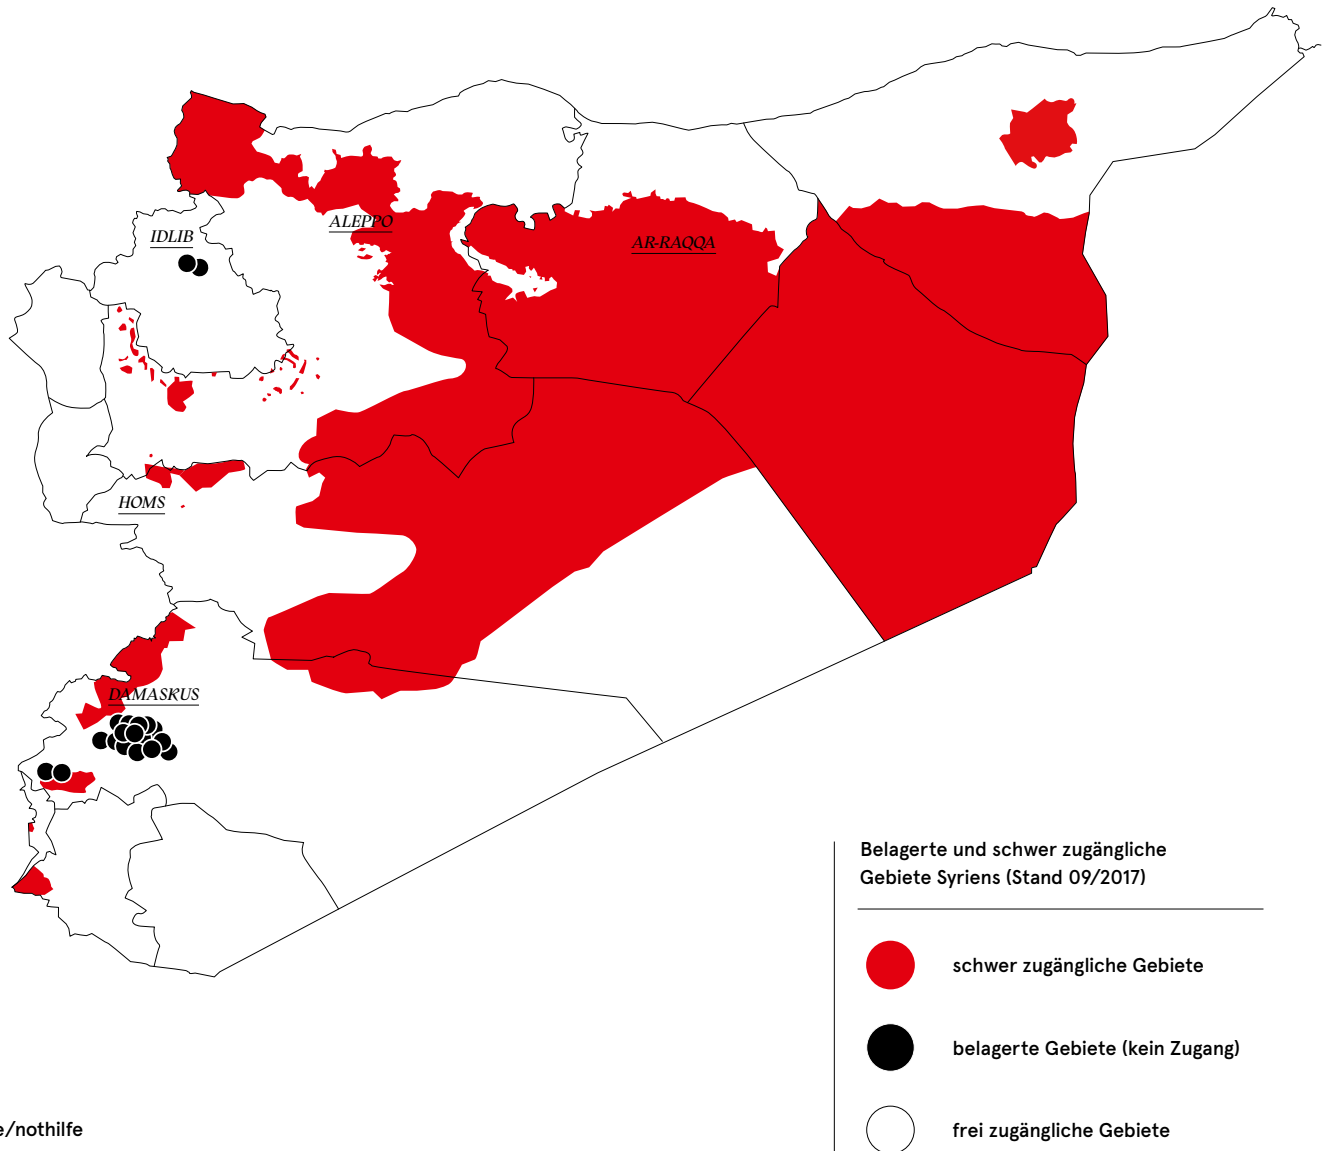 IDLIB
ALEPPO
AR-RAQQA
HOMS
DAMASKUS
Belagerte und schwer zugängliche
Gebiete Syriens (Stand 09/2017)
schwer zugängliche Gebiete
belagerte Gebiete (kein Zugang)
frei zugängliche Gebiete
e/nothilfe